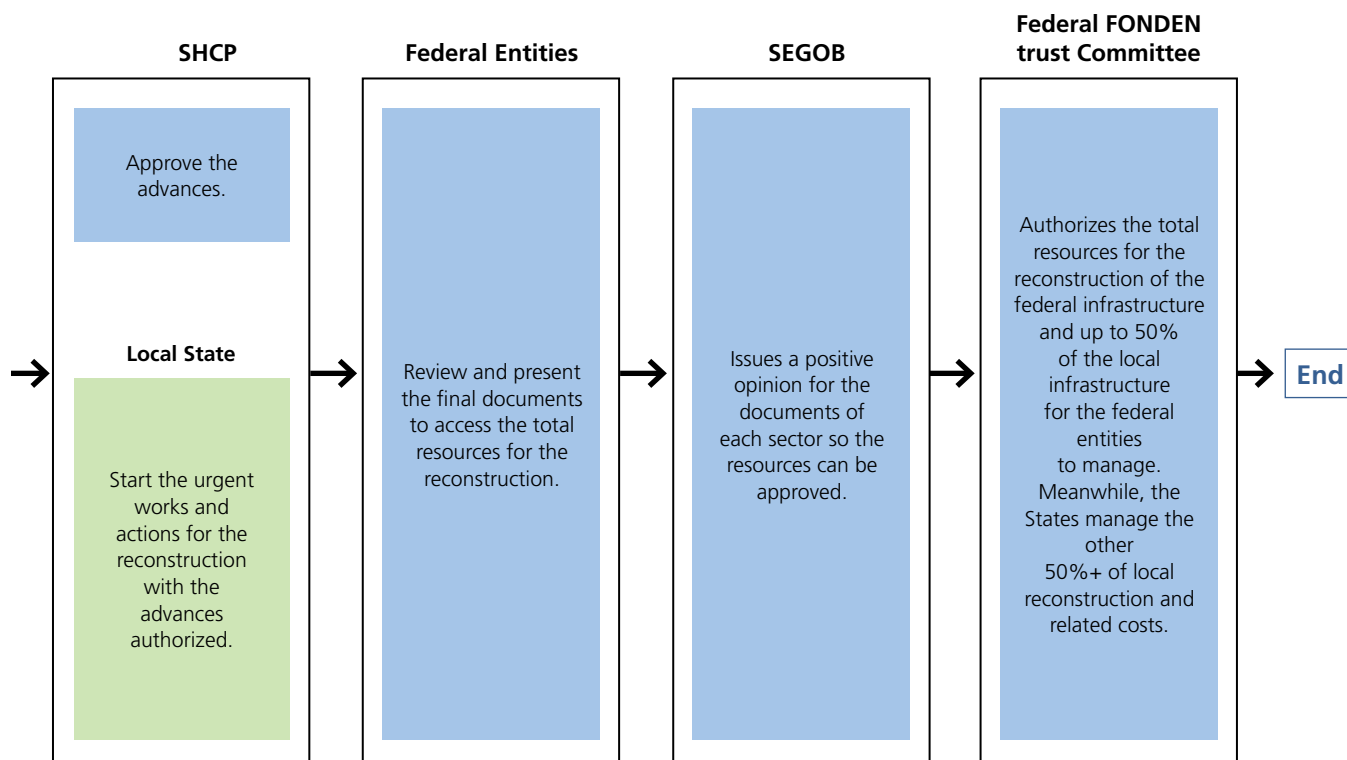 SHCP
Approve the
advances.
Local State
Start the urgent
works and
actions for the
reconstruction
with the
advances
authorized.
Federal Entities
Review and present
the final documents
to access the total
resources for the
reconstruction.
SEGOB
Issues a positive
opinion for the
documents of
each sector so the
resources can be
approved.
Federal FONDEN
trust Committee
Authorizes the total
resources for the
reconstruction of the
federal infrastructure
and up to 50%
of the local
infrastructure
for the federal
entities
to manage.
Meanwhile, the
States manage the
other
50%+ of local
reconstruction and
related costs.
End